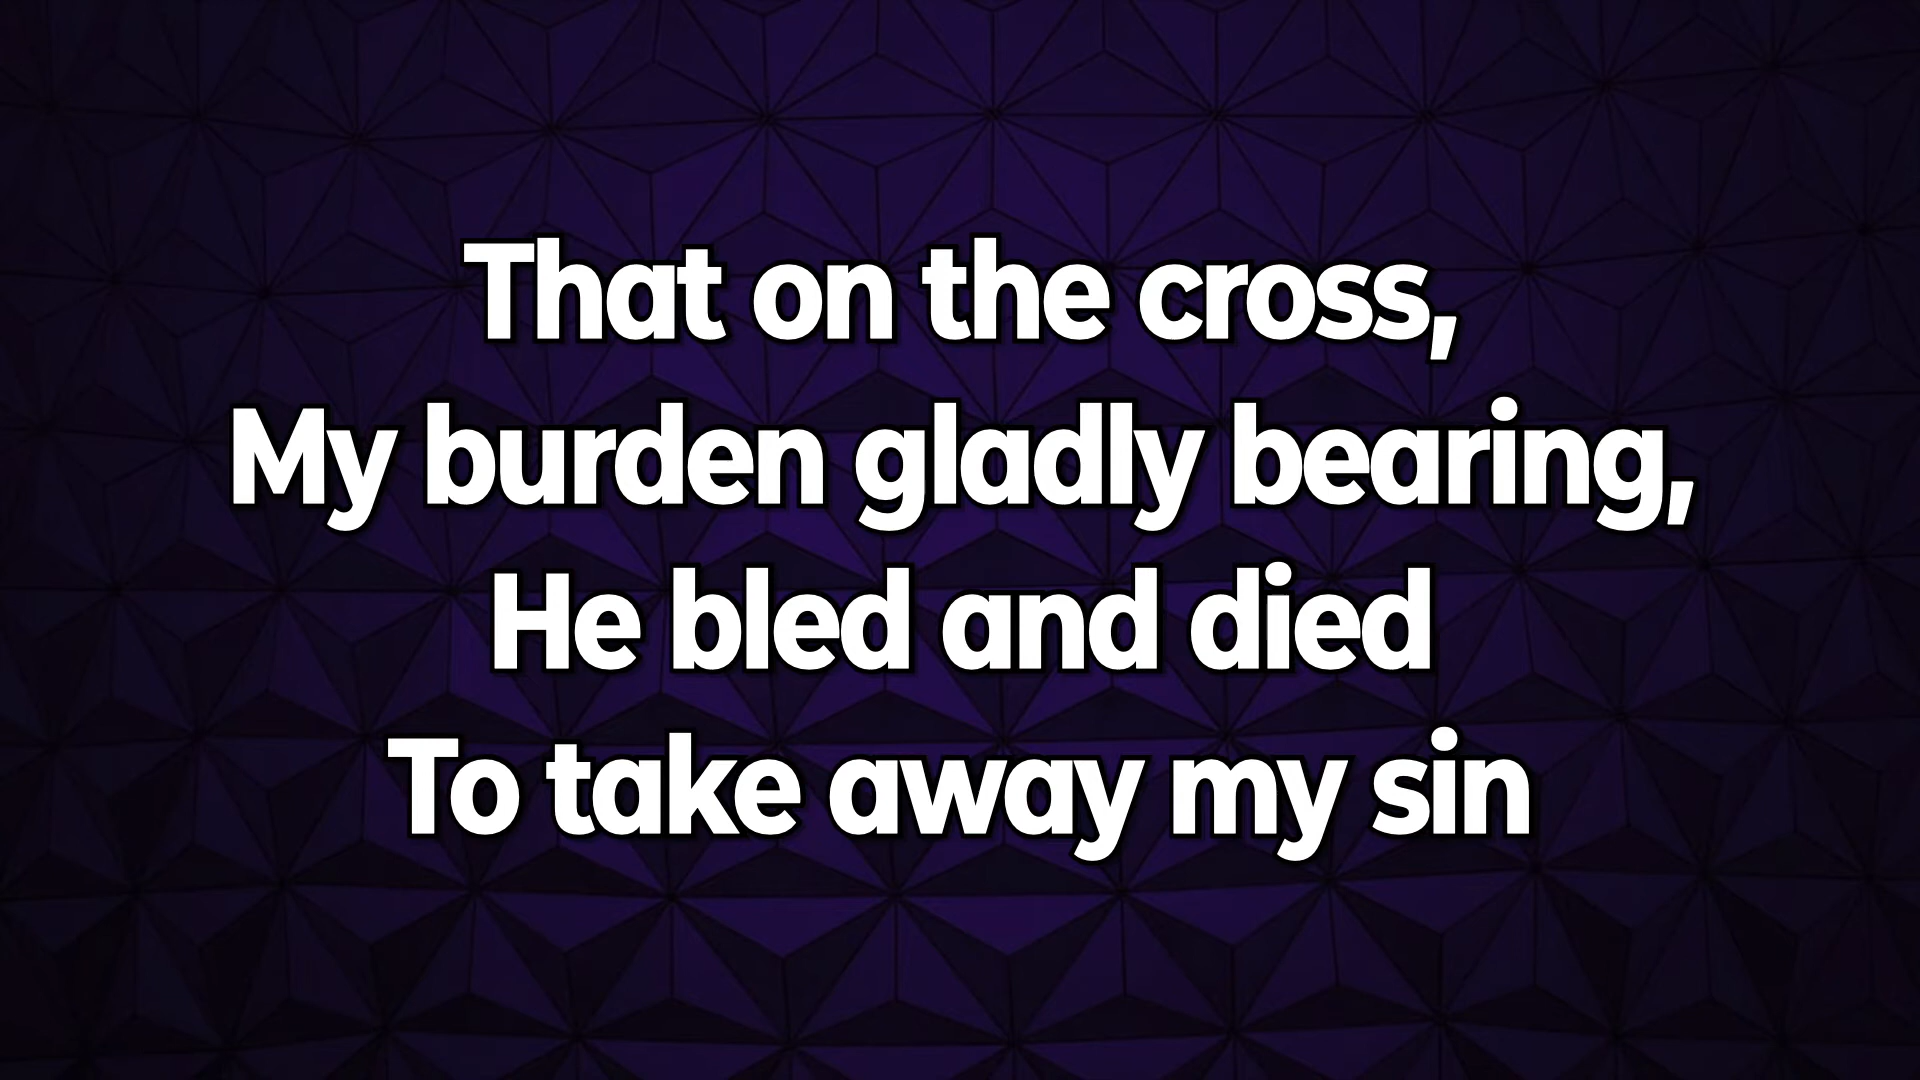 That on the cross,
My burden gladly bearing,
He bled and died
To take away my sin